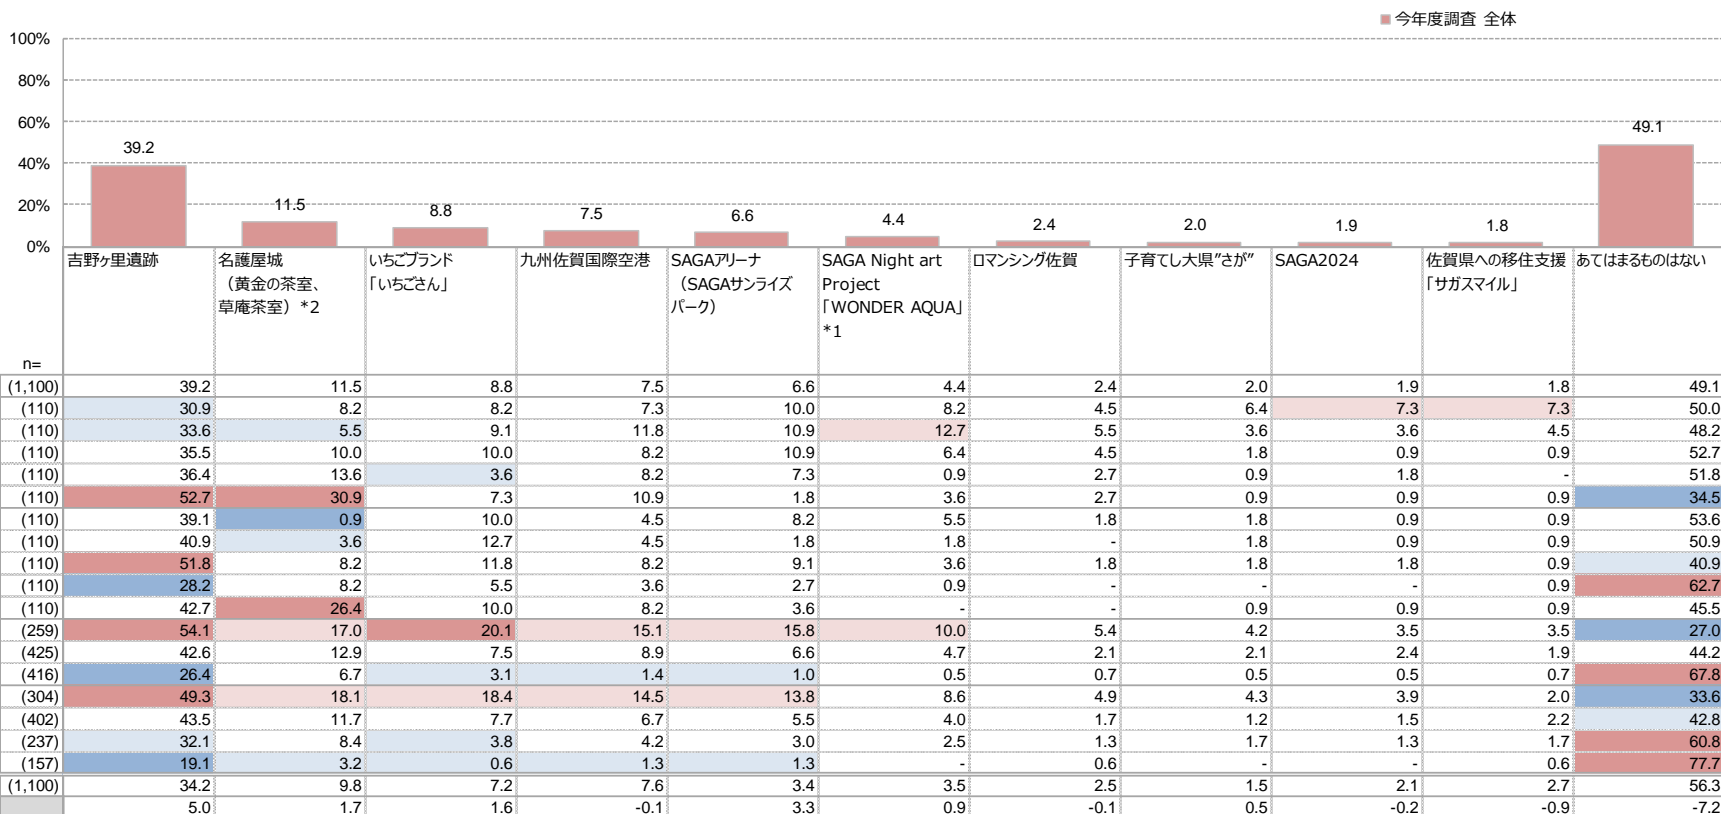 今年度調査 全体
100%
80%
60%
40%
20%
0%
39.2 11.5 8.8 7.5 6.6 4.4 2.4 2.0 1.9 1.8 49.1
吉野ヶ里遺跡
名護屋城
（黄金の茶室、
草庵茶室）*2
いちごブランド
「いちごさん」
九州佐賀国際空港
SAGAアリーナ
（SAGAサンライズ
パーク）
SAGA Night art
Project
「WONDER AQUA」
*1
ロマンシング佐賀
子育てし大県”さが”
SAGA2024
佐賀県への移住支援
「サガスマイル」
あてはまるものはない
n=
(1,100) 39.2 11.5 8.8 7.5 6.6 4.4 2.4 2.0 1.9 1.8 49.1
(110) 30.9 8.2 8.2 7.3 10.0 8.2 4.5 6.4 7.3 7.3 50.0
(110) 33.6 5.5 9.1 11.8 10.9 12.7 5.5 3.6 3.6 4.5 48.2
(110) 35.5 10.0 10.0 8.2 10.9 6.4 4.5 1.8 0.9 0.9 52.7
(110) 36.4 13.6 3.6 8.2 7.3 0.9 2.7 0.9 1.8 - 51.8
(110) 52.7 30.9 7.3 10.9 1.8 3.6 2.7 0.9 0.9 0.9 34.5
(110) 39.1 0.9 10.0 4.5 8.2 5.5 1.8 1.8 0.9 0.9 53.6
(110) 40.9 3.6 12.7 4.5 1.8 1.8 - 1.8 0.9 0.9 50.9
(110) 51.8 8.2 11.8 8.2 9.1 3.6 1.8 1.8 1.8 0.9 40.9
(110) 28.2 8.2 5.5 3.6 2.7 0.9 - - - 0.9 62.7
(110) 42.7 26.4 10.0 8.2 3.6 - - 0.9 0.9 0.9 45.5
(259) 54.1 17.0 20.1 15.1 15.8 10.0 5.4 4.2 3.5 3.5 27.0
(425) 42.6 12.9 7.5 8.9 6.6 4.7 2.1 2.1 2.4 1.9 44.2
(416) 26.4 6.7 3.1 1.4 1.0 0.5 0.7 0.5 0.5 0.7 67.8
(304) 49.3 18.1 18.4 14.5 13.8 8.6 4.9 4.3 3.9 2.0 33.6
(402) 43.5 11.7 7.7 6.7 5.5 4.0 1.7 1.2 1.5 2.2 42.8
(237) 32.1 8.4 3.8 4.2 3.0 2.5 1.3 1.7 1.3 1.7 60.8
(157) 19.1 3.2 0.6 1.3 1.3 - 0.6 - - 0.6 77.7
(1,100) 34.2 9.8 7.2 7.6 3.4 3.5 2.5 1.5 2.1 2.7 56.3
5.0 1.7 1.6 -0.1 3.3 0.9 -0.1 0.5 -0.2 -0.9 -7.2